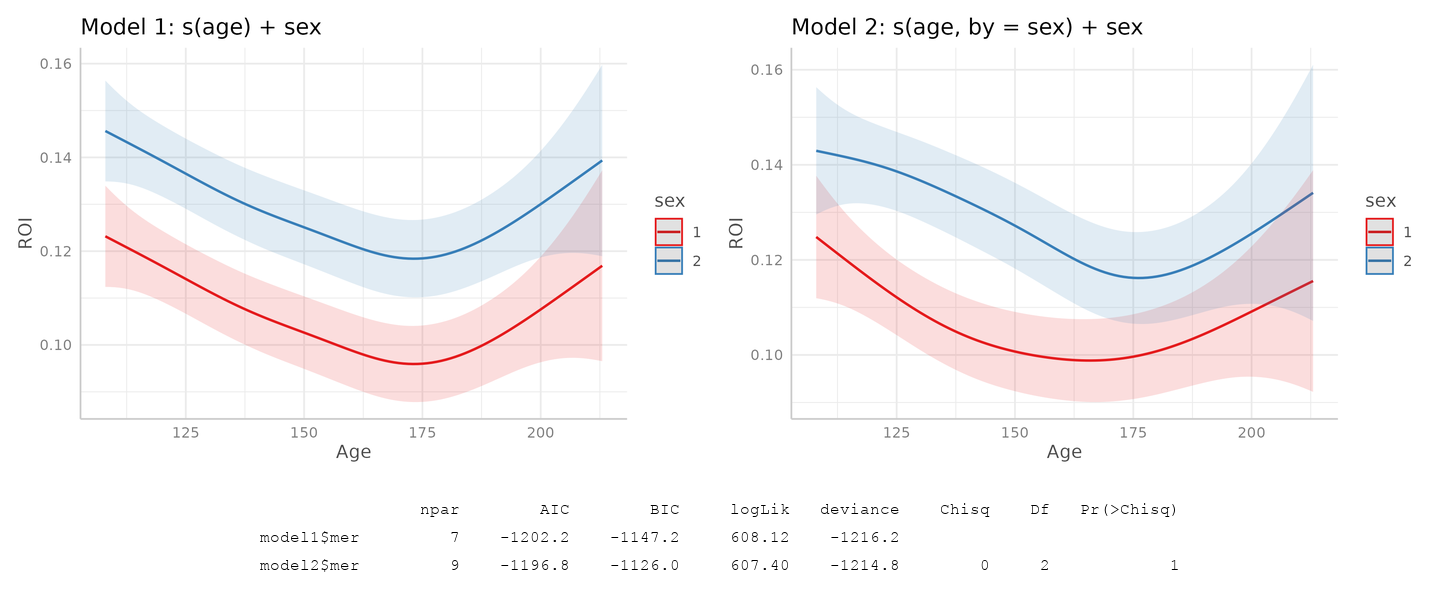 Model 1: s(age) + sex
0.16
0.14
0.12
0.10
ROI
125 150 175 200
Age
sex
1
2
Model 2: s(age, by = sex) + sex
0.16
0.14
0.12
0.10
ROI
125 150 175 200
Age
sex
1
2
npar AIC BIC logLik deviance Chisq Df Pr(>Chisq)
model1$mer 7 -1202.2 -1147.2 608.12 -1216.2
model2$mer 9 -1196.8 -1126.0 607.40 -1214.8 0 2 1